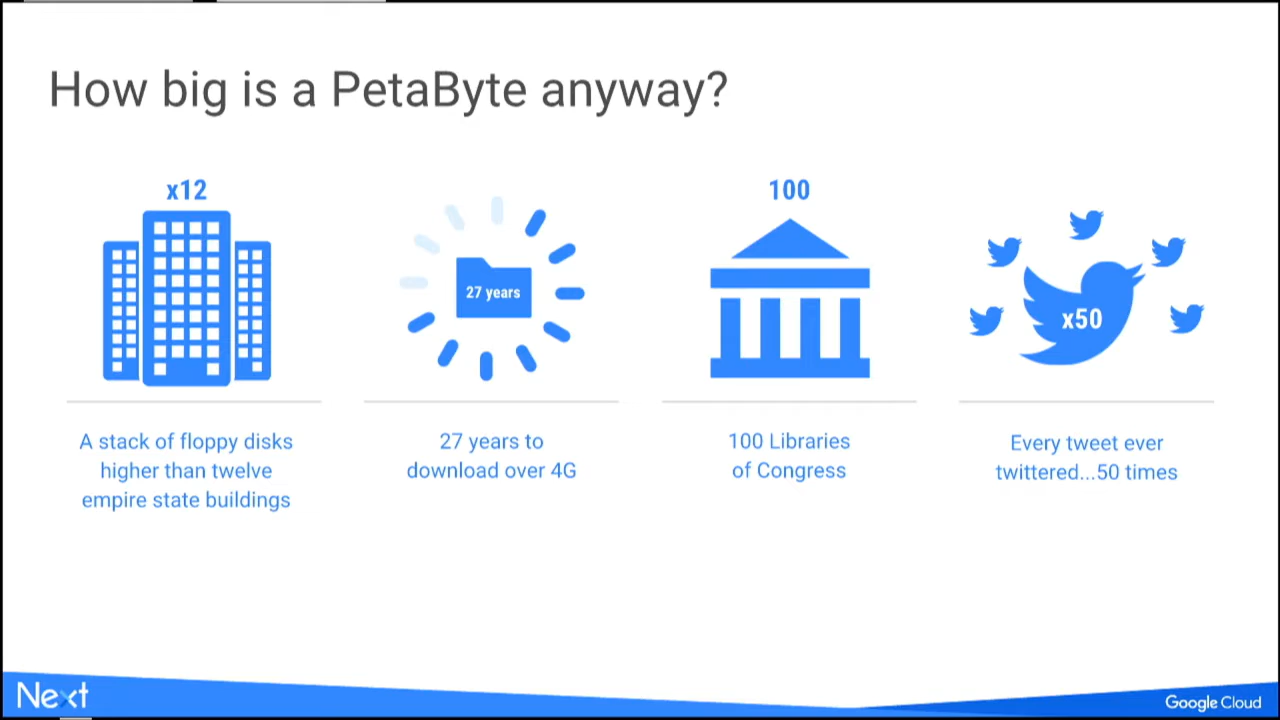 How big is a PetaByte anyway?
x12
27 years
100
x50
A stack of floppy disks
higher than twelve
empire state buildings
27 years to
download over 4G
100 Libraries
of Congress
Every tweet ever
twittered...50 times
Next
Google Cloud